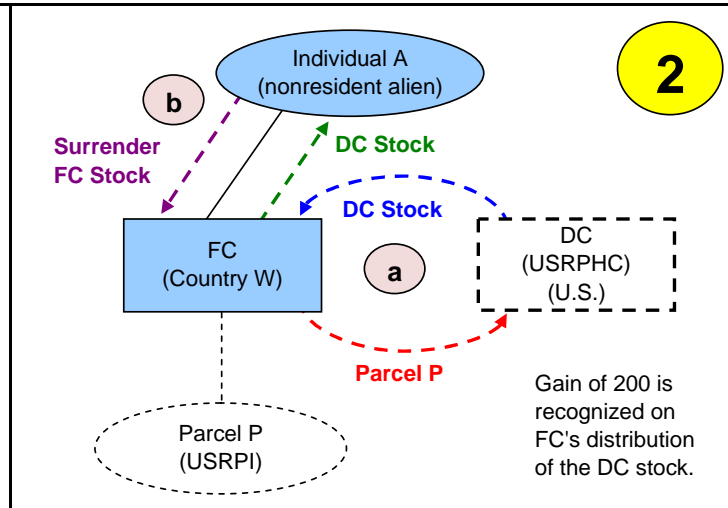 Individual A
(nonresident alien)
2
b
Surrender
FC Stock
DC Stock
DC Stock
FC
(Country W)
a
DC
(USRPHC)
(U.S.)
Parcel P
Parcel P
(USRPI)
Gain of 200 is
recognized on
FC's distribution
of the DC stock.